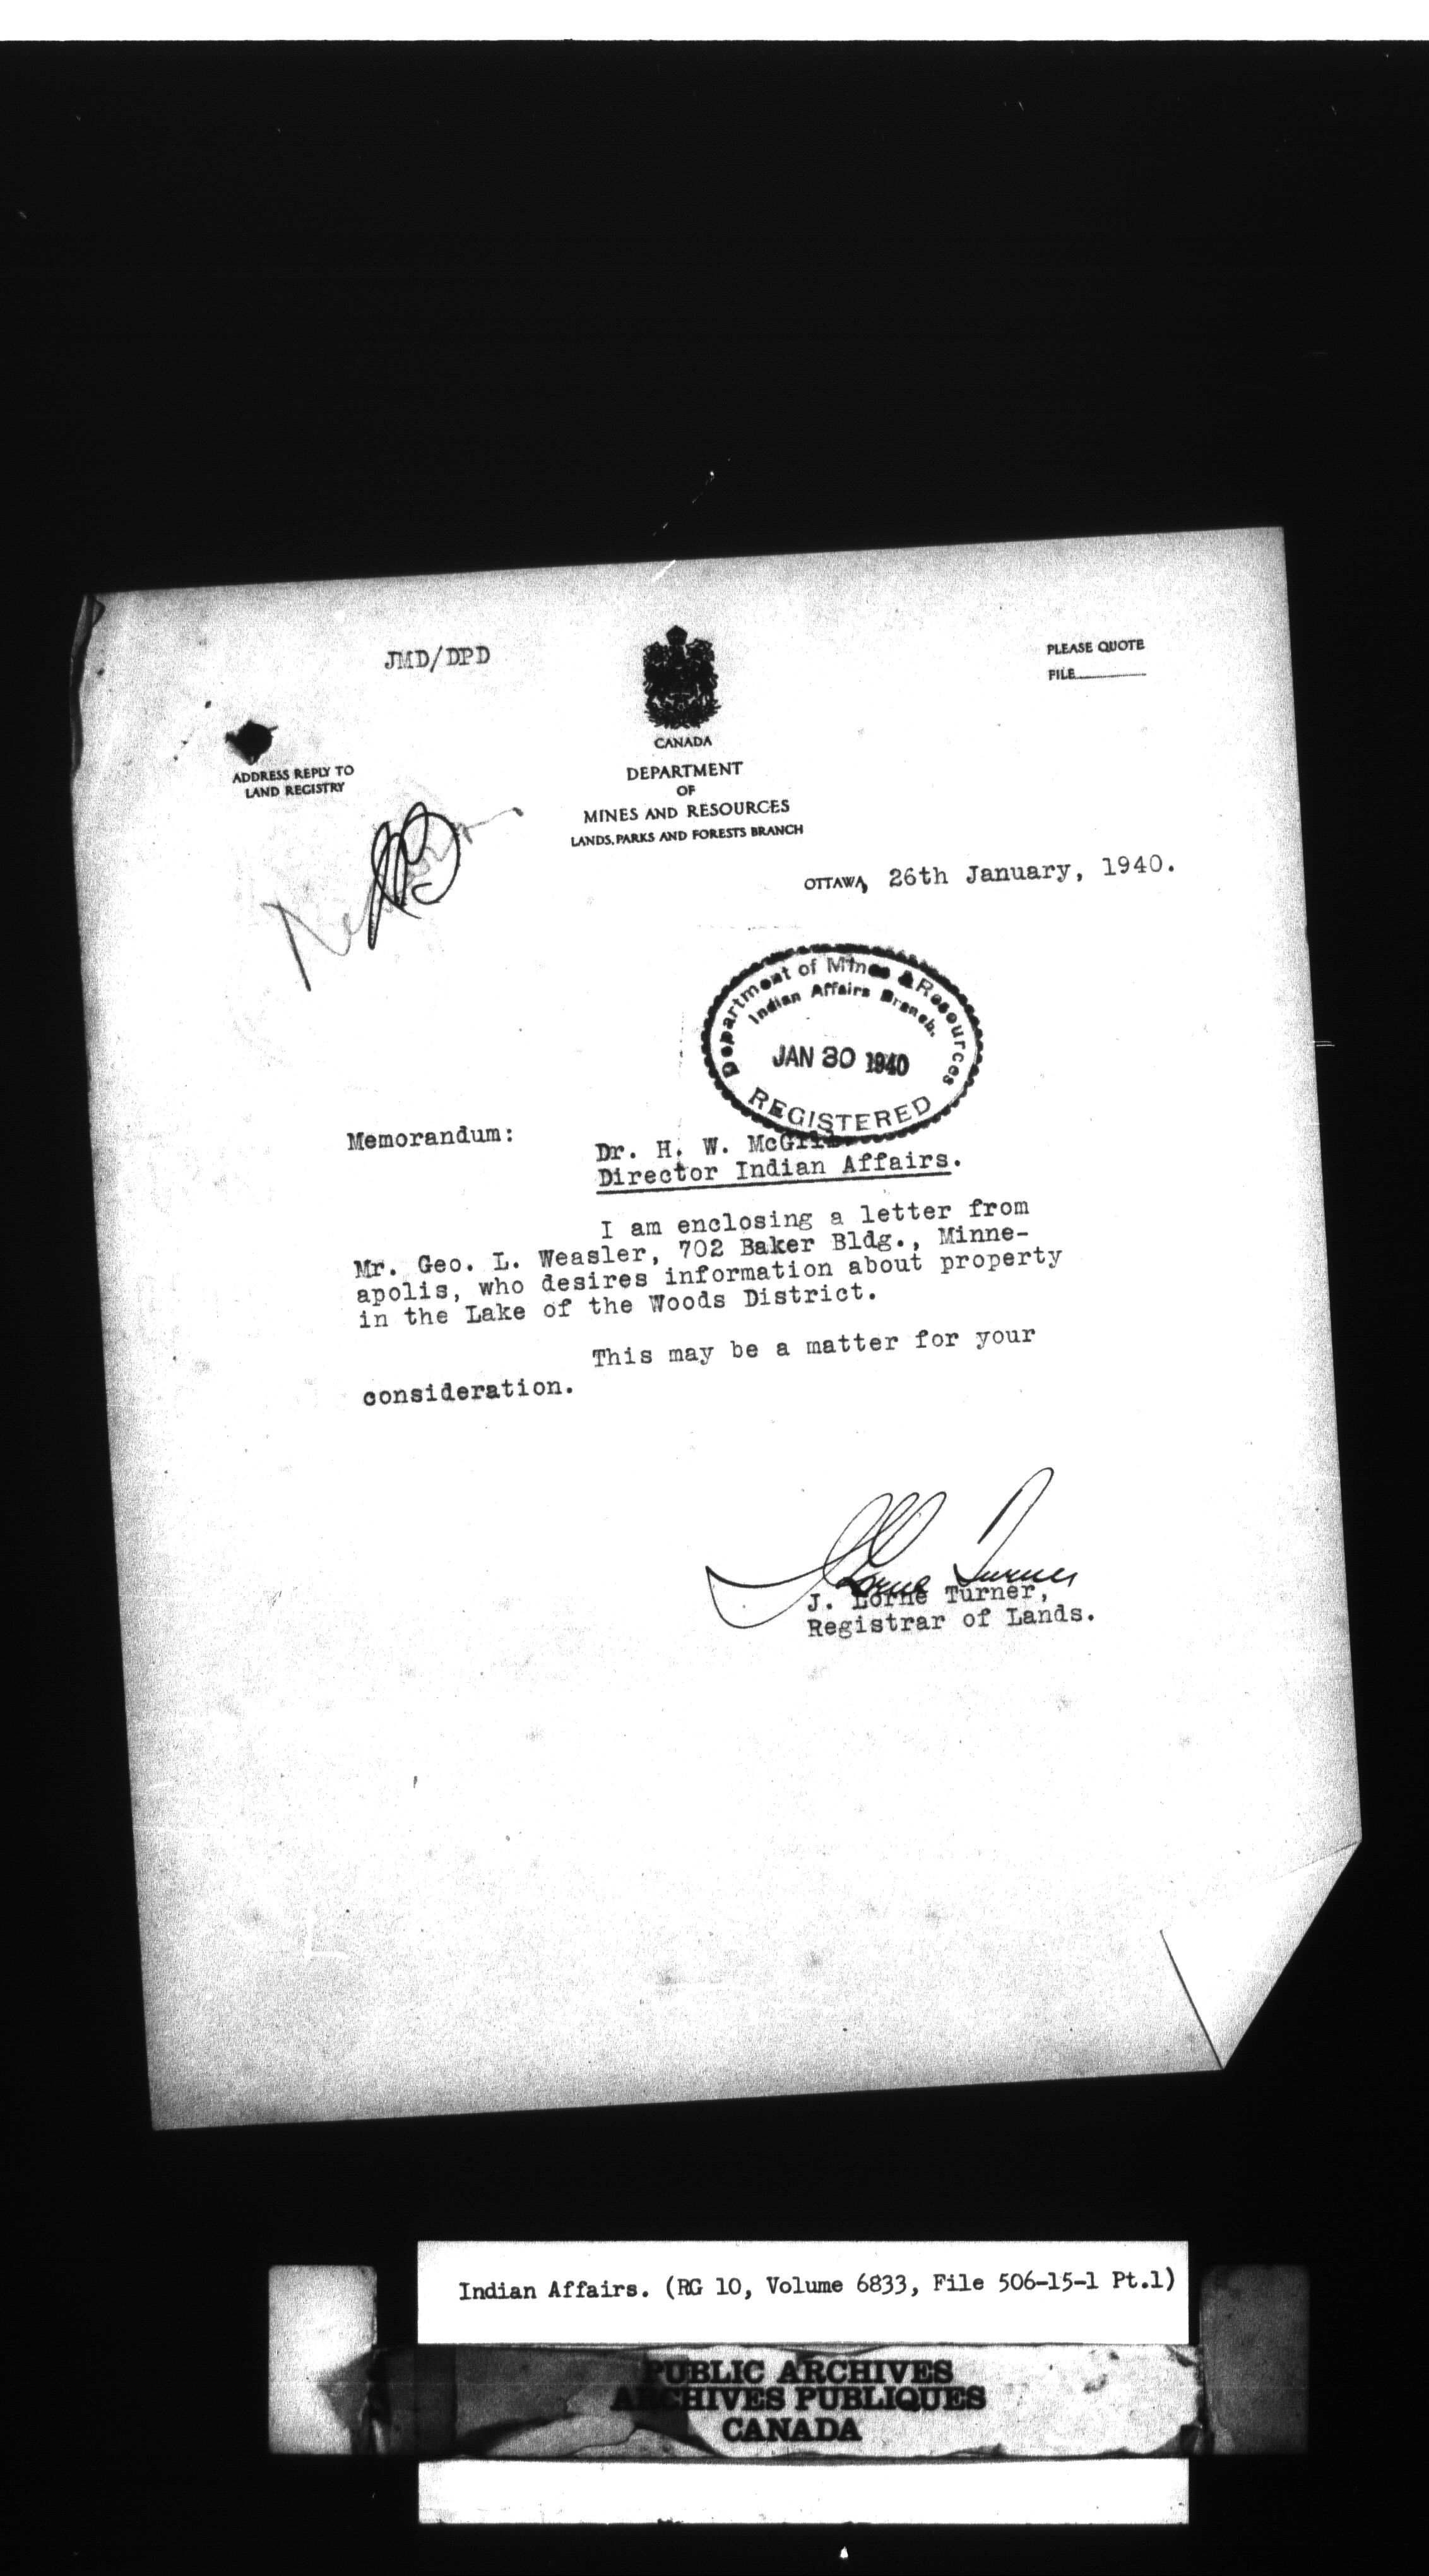 JMD/DPD
PLEASE QUOTE
FILE
CANADA
ADDRESS REPLY TO
LAND REGISTRY
DEPARTMENT
OF
MINES AND RESOURCES
LANDS, PARKS AND FORESTS BRANCH
OTTAWA, 26th January, 1940.
Department of Mines & Resources
Indian Affairs Branch.
JAN 30 1940
REGISTERED
Memorandum:
Dr. H. W. McGill
Director Indian Affairs.
I am enclosing a letter from
Mr. Geo. L. Weasler, 702 Baker Bldg., Minne-
apolis, who desires information about property
in the Lake of the Woods District.
This may be a matter for your
consideration.
J Lorne Turner
J. Lorne Turner,
Registrar of Lands.
Indian Affairs. (RG 10, Volume 6833, File 506-15-1 Pt.1)
PUBLIC ARCHIVES
ARCHIVES PUBLIQUES
CANADA